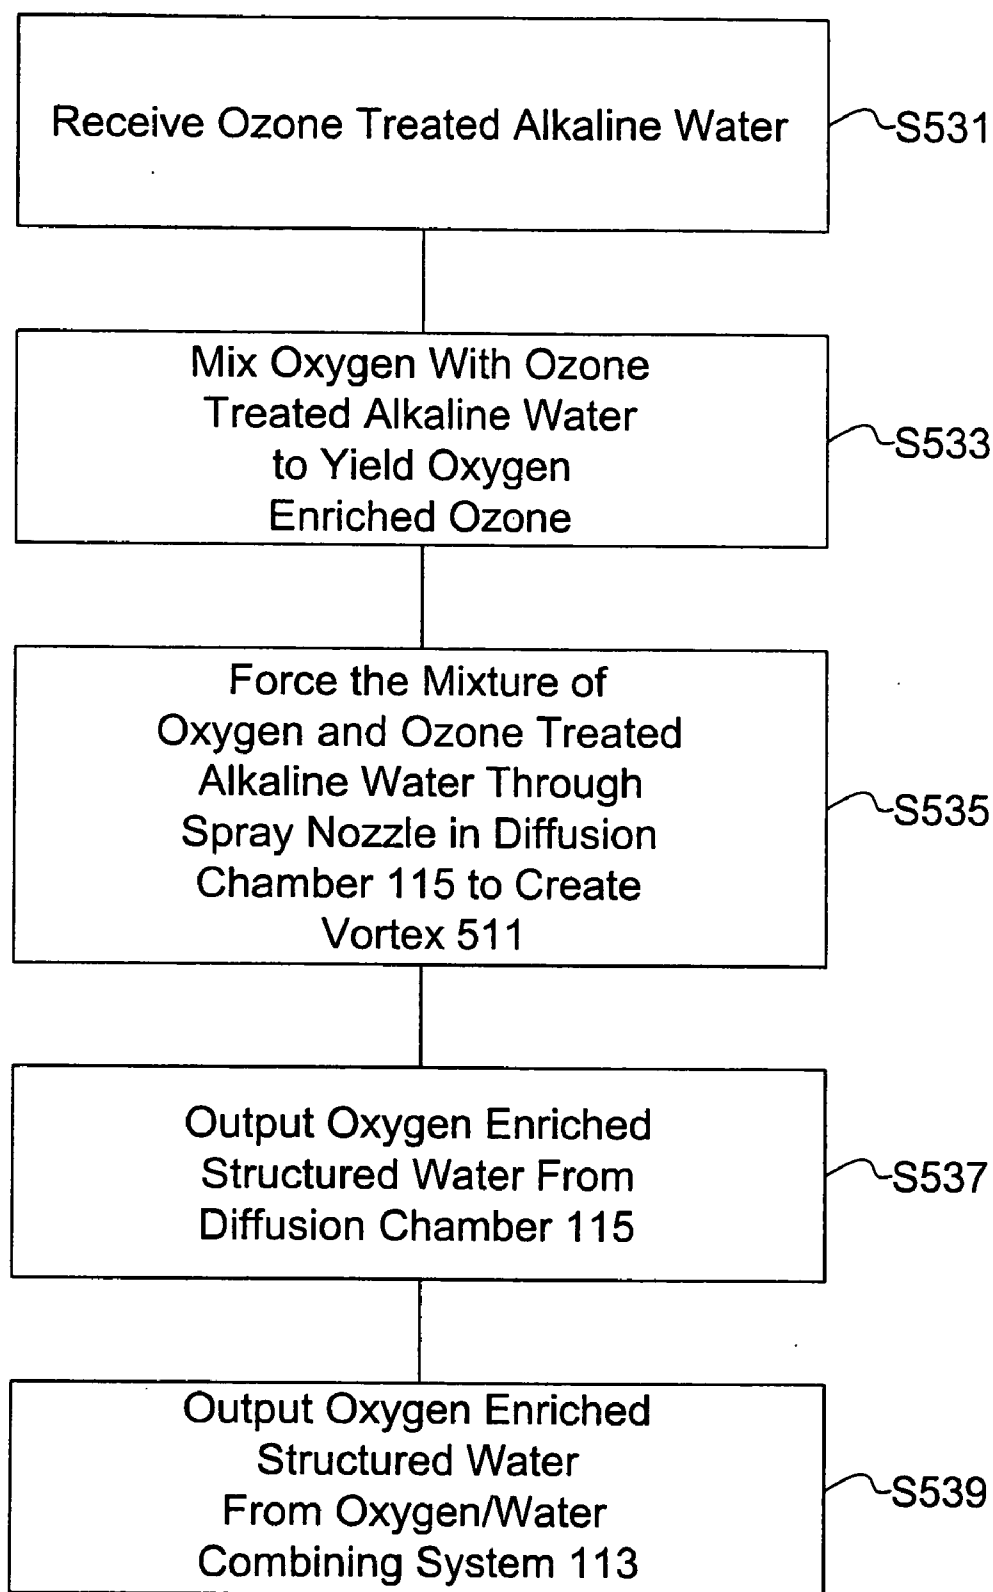 Receive Ozone Treated Alkaline Water
S531
Mix Oxygen With Ozone
Treated Alkaline Water
to Yield Oxygen
Enriched Ozone
S533
Force the Mixture of
Oxygen and Ozone Treated
Alkaline Water Through
Spray Nozzle in Diffusion
Chamber 115 to Create
Vortex 511
S535
Output Oxygen Enriched
Structured Water From
Diffusion Chamber 115
S537
Output Oxygen Enriched
Structured Water
From Oxygen/Water
Combining System 113
S539